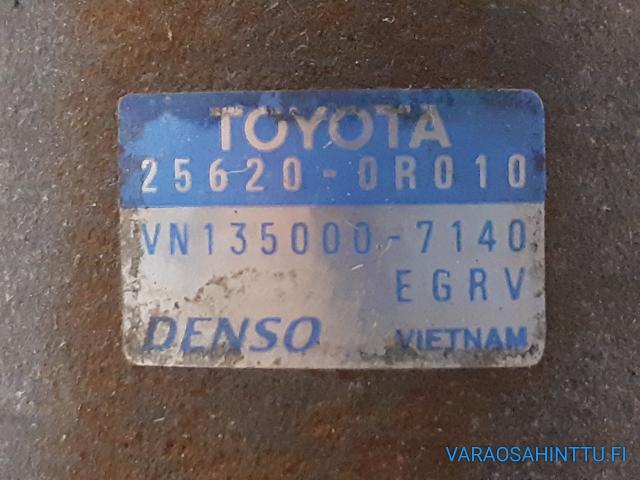 TOYOTA
25620-0R010
VN135000-7140
EGRV
DENSO VIETNAM
VARAOSAHINTTU.FI